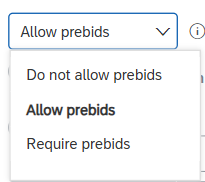 Allow prebids
Do not allow prebids
Allow prebids
Require prebids